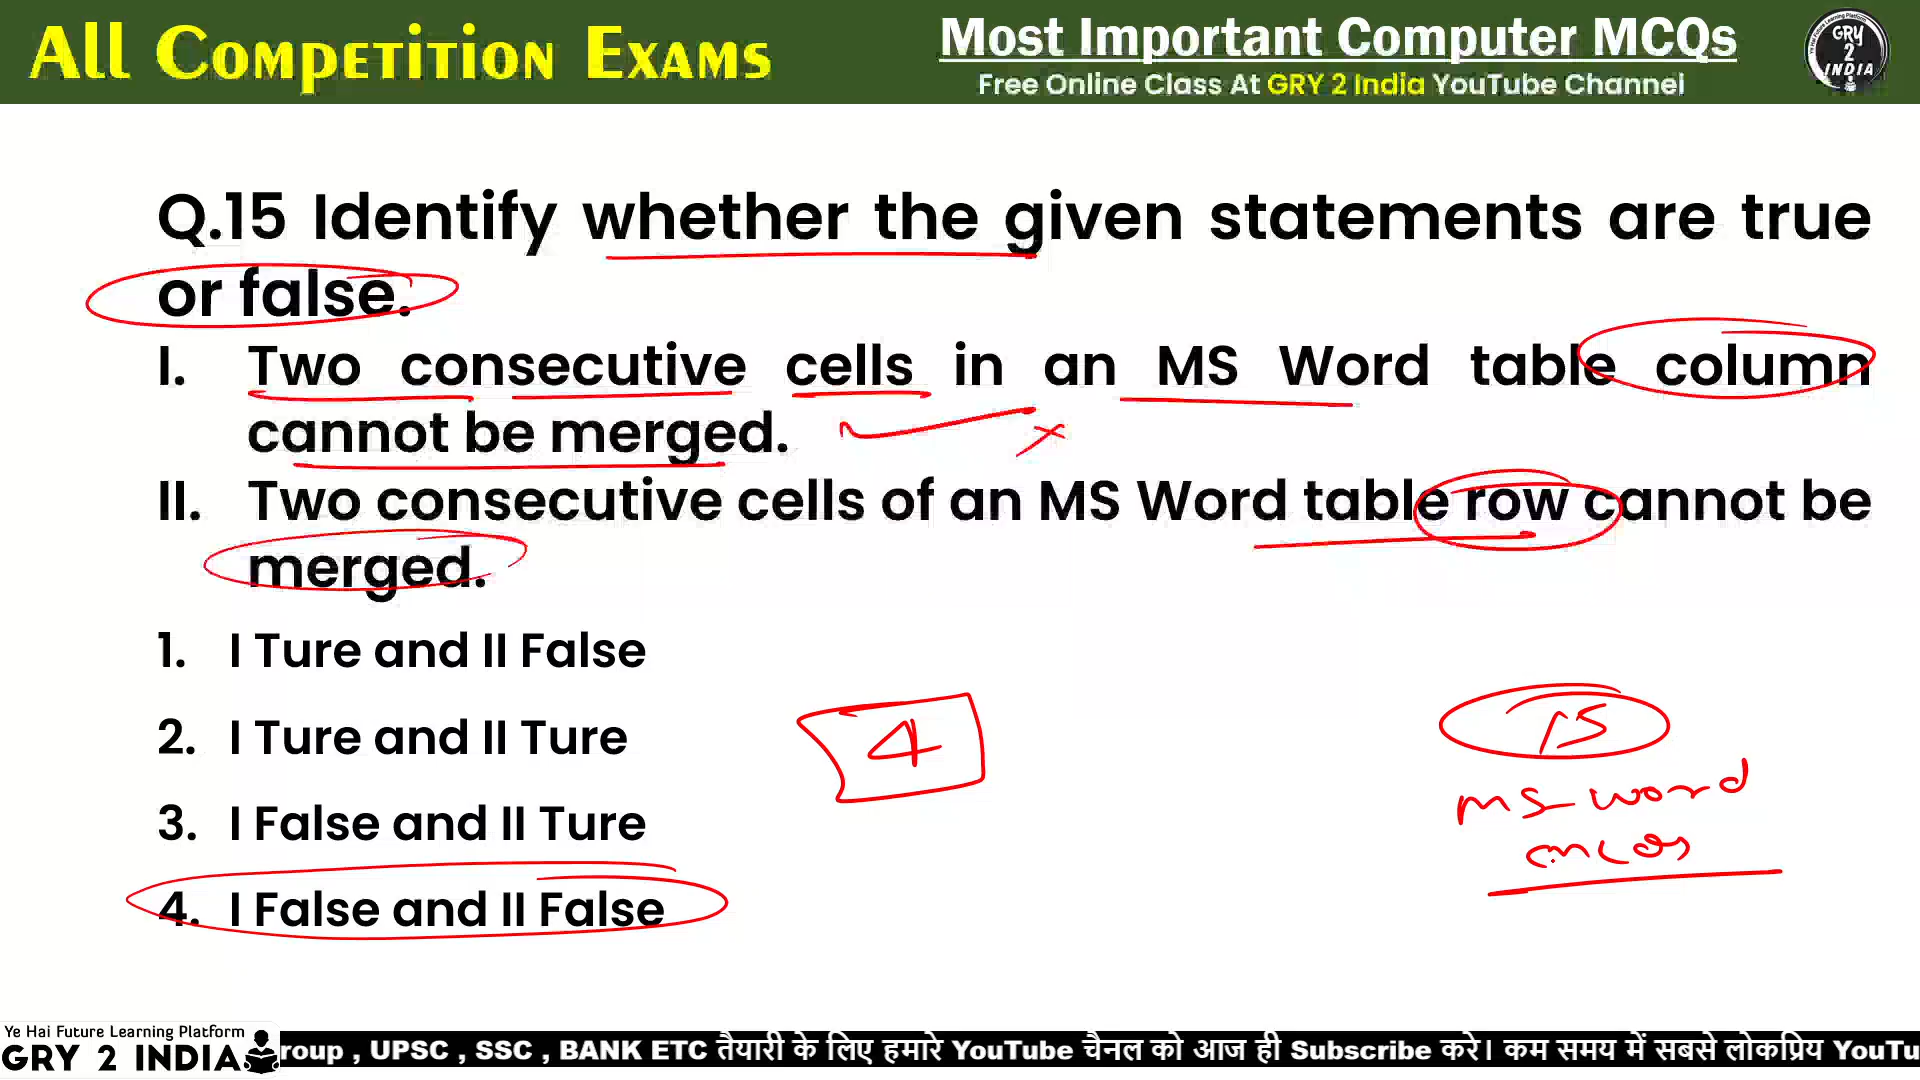 All Competition Exams
Most Important Computer MCQs
Free Online Class At GRY 2 India YouTube Channel
Future Learning Platform
GRY
2
INDIA
Q.15 Identify whether the given statements are true
or false.
I. Two consecutive cells in an MS Word table column
cannot be merged.
II. Two consecutive cells of an MS Word table row cannot be
merged.
1. I Ture and II False
2. I Ture and II Ture
3. I False and II Ture
4. I False and II False
4
15
MS-Word
MCQs
Ye Hai Future Learning Platform
GRY 2 INDIA
roup , UPSC , SSC , BANK ETC तैयारी के लिए हमारे YouTube चैनल को आज ही Subscribe करे। कम समय में सबसे लोकप्रिय YouTu